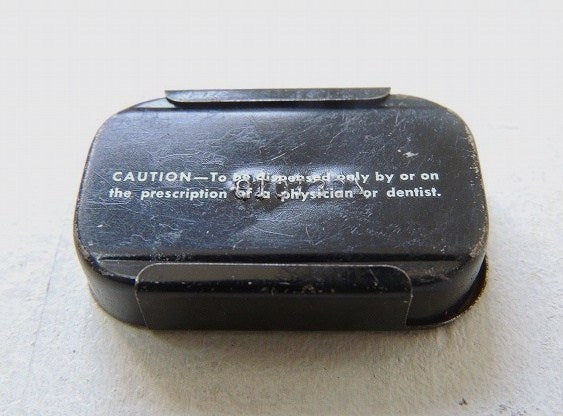 CAUTION—To be dispensed only by or on
the prescription of a physician or dentist.